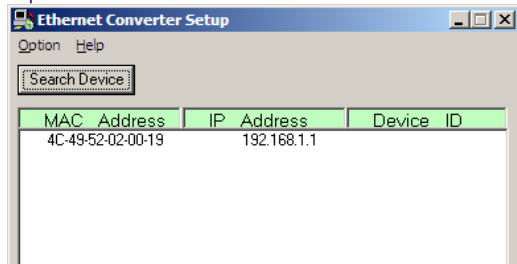 Ethernet Converter Setup
Option Help
Search Device
MAC Address IP Address Device ID
4C-49-52-02-00-19 192.168.1.1